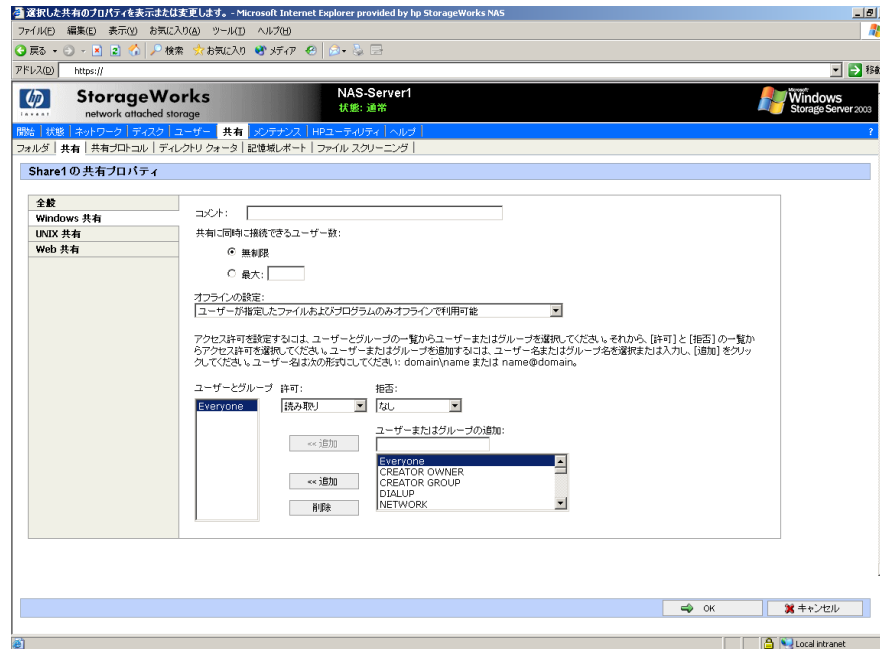 選択した共有のプロパティを表示または変更します。 - Microsoft Internet Explorer provided by hp StorageWorks NAS
ファイル(F) 編集(E) 表示(V) お気に入り(A) ツール(T) ヘルプ(H)
戻る 検索 お気に入り メディア
アドレス(D) https:// 移動
hp invent StorageWorks NAS-Server1 Microsoft Windows
network attached storage 状態: 通常 Storage Server 2003
開始 | 状態 | ネットワーク | ディスク | ユーザー | 共有 | メンテナンス | HPユーティリティ | ヘルプ | ?
フォルダ | 共有 | 共有プロトコル | ディレクトリ クォータ | 記憶域レポート | ファイル スクリーニング |
Share1 の 共有プロパティ
全般
Windows 共有
UNIX 共有
Web 共有
コメント:
共有に同時に接続できるユーザー数:
無制限
最大:
オフラインの設定:
ユーザーが指定したファイルおよびプログラムのみオフラインで利用可能
アクセス許可を設定するには、ユーザーとグループの一覧からユーザーまたはグループを選択してください。それから、[許可] と [拒否] の一覧か
らアクセス許可を選択してください。ユーザーまたはグループを追加するには、ユーザー名またはグループ名を選択または入力し、[追加] をクリッ
クしてください。ユーザー名は次の形式にしてください: domain\name または name@domain。
ユーザーとグループ 許可: 拒否:
Everyone 読み取り なし
ユーザーまたはグループの追加:
<< 追加
Everyone
CREATOR OWNER
<< 追加 CREATOR GROUP
DIALUP
削除 NETWORK
OK キャンセル
Local intranet